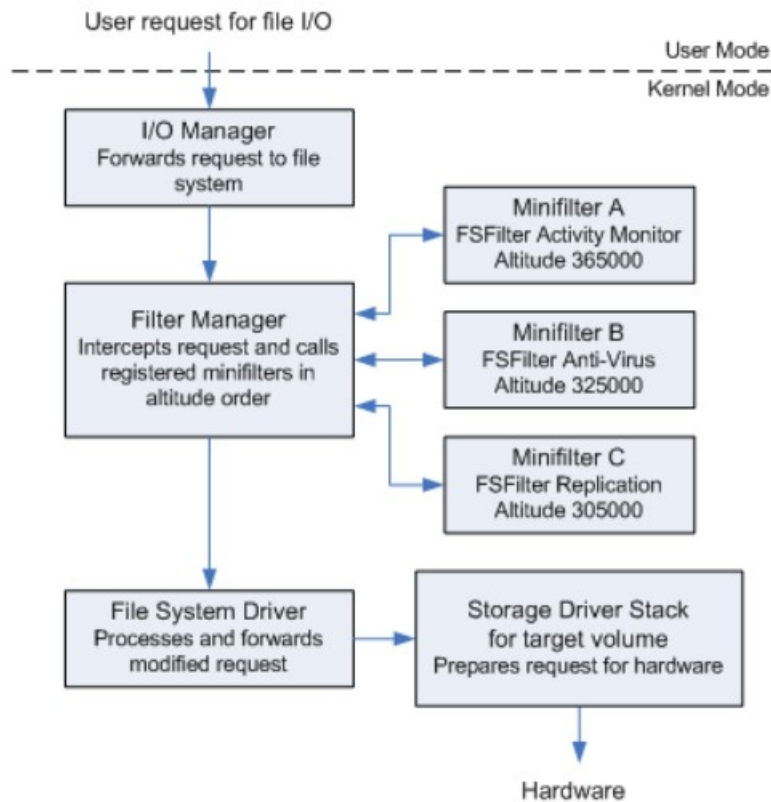 User request for file I/O
User Mode
Kernel Mode
I/O Manager
Forwards request to file
system
Minifilter A
FSFilter Activity Monitor
Altitude 365000
Filter Manager
Intercepts request and calls
registered minifilters in
altitude order
Minifilter B
FSFilter Anti-Virus
Altitude 325000
Minifilter C
FSFilter Replication
Altitude 305000
File System Driver
Processes and forwards
modified request
Storage Driver Stack
for target volume
Prepares request for hardware
Hardware